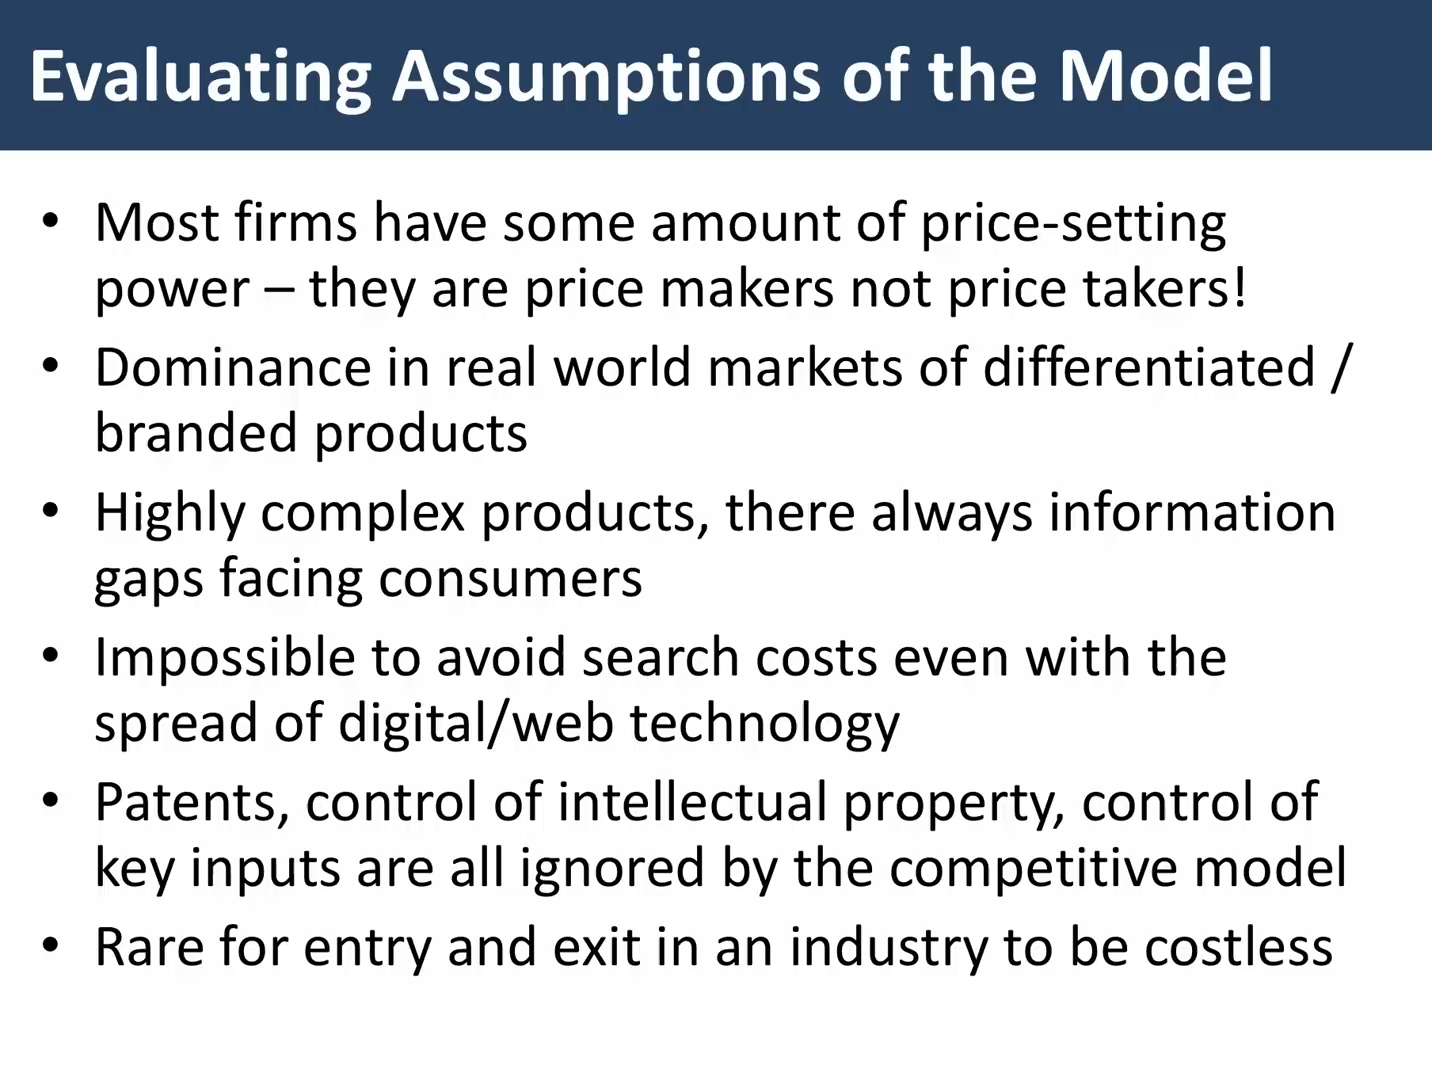 Evaluating Assumptions of the Model
• Most firms have some amount of price-setting
power – they are price makers not price takers!
• Dominance in real world markets of differentiated /
branded products
• Highly complex products, there always information
gaps facing consumers
• Impossible to avoid search costs even with the
spread of digital/web technology
• Patents, control of intellectual property, control of
key inputs are all ignored by the competitive model
• Rare for entry and exit in an industry to be costless